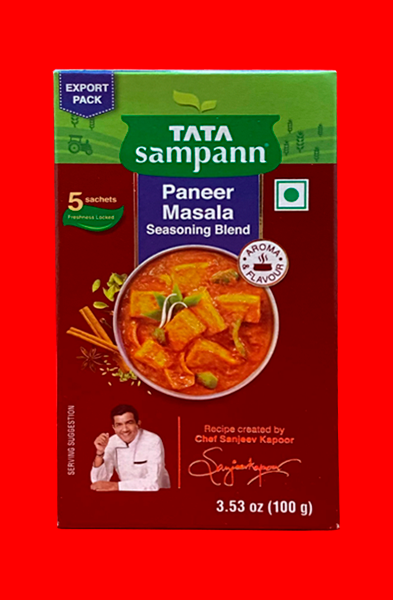 EXPORT
PACK
TATA
sampann®
5 sachets
Freshness Locked
Paneer
Masala
Seasoning Blend
AROMA
& FLAVOUR
Recipe created by
Chef Sanjeev Kapoor
SanjeevKapoor
SERVING SUGGESTION
3.53 oz (100 g)